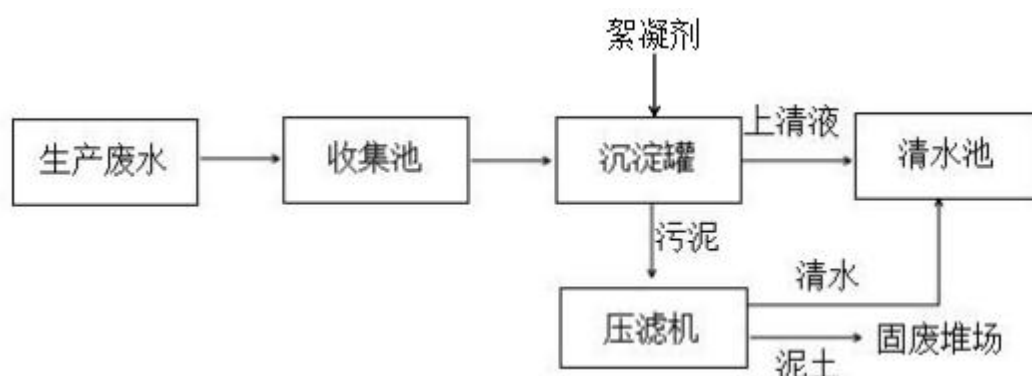 絮凝剂
生产废水
收集池
沉淀罐
上清液
清水池
污泥
压滤机
清水
泥土
固废堆场